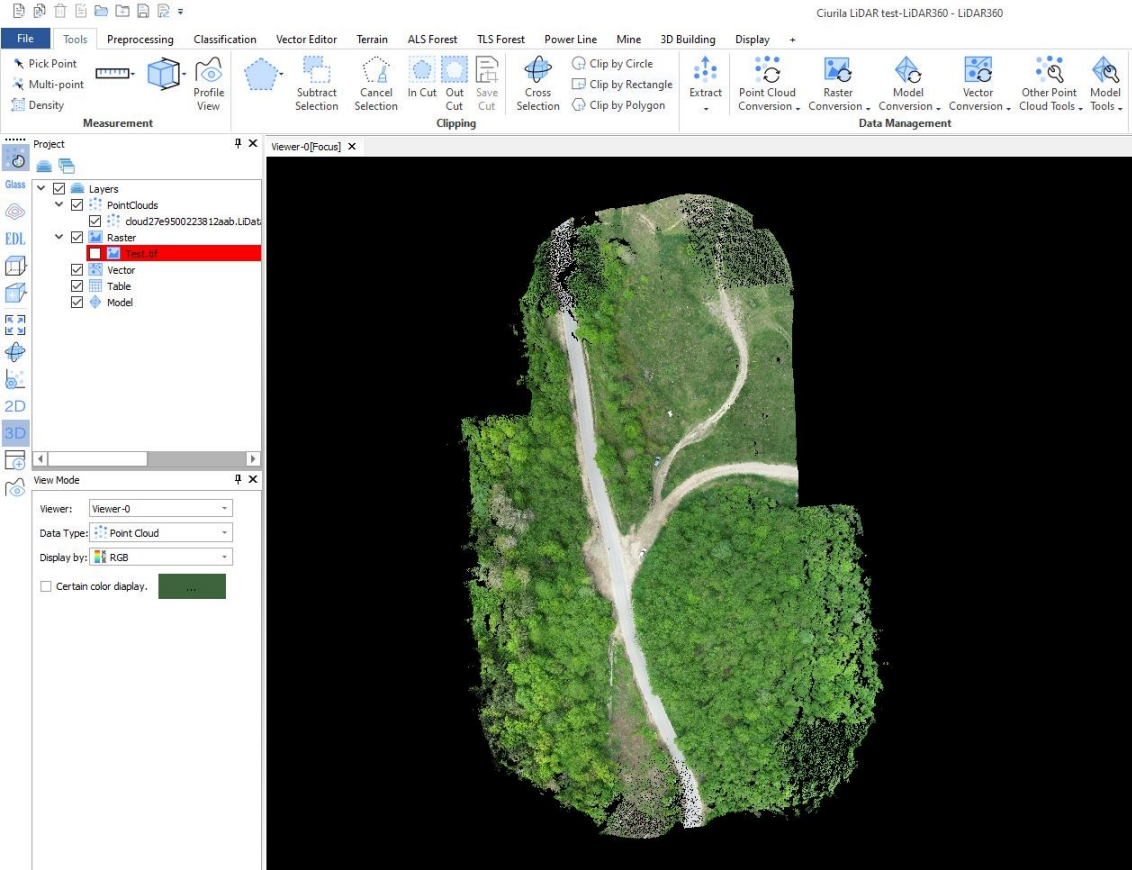 Ciurila LiDAR test-LiDAR360 - LiDAR360
File Tools Preprocessing Classification Vector Editor Terrain ALS Forest TLS Forest Power Line Mine 3D Building Display +
Pick Point
Multi-point
Density
Profile View
Measurement
Subtract Selection
Cancel Selection
In Cut
Out Cut
Save Cut
Cross Selection
Clip by Circle
Clip by Rectangle
Clip by Polygon
Clipping
Extract
Point Cloud Conversion
Raster Conversion
Model Conversion
Vector Conversion
Other Point Cloud Tools
Model Tools
Data Management
Project
Glass
EDL
2D
3D
Layers
PointClouds
cloud27e9500223812aab.LiData
Raster
Test.tif
Vector
Table
Model
View Mode
Viewer: Viewer-0
Data Type: Point Cloud
Display by: RGB
Certain color diaplay. ...
Viewer-0[Focus]